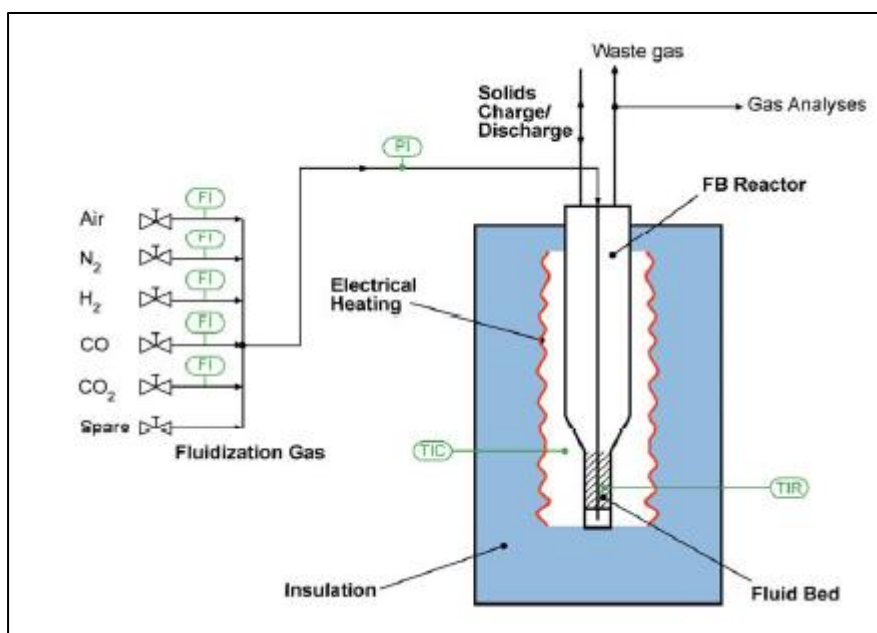 Waste gas
Solids
Charge/
Discharge
Gas Analyses
PI
FB Reactor
FI
Air
FI
N2
FI
H2
Electrical
Heating
FI
CO
FI
CO2
Spare
Fluidization Gas
TIC
TIR
Insulation
Fluid Bed